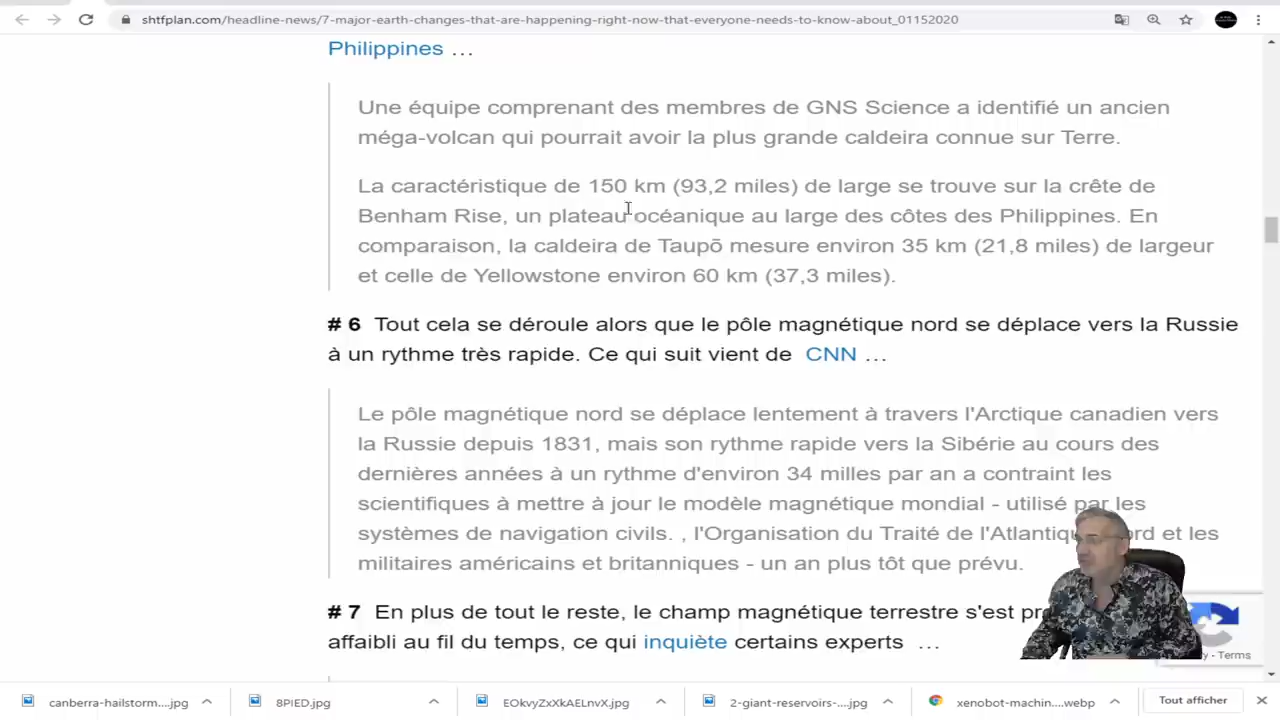 shtfplan.com/headline-news/7-major-earth-changes-that-are-happening-right-now-that-everyone-needs-to-know-about_01152020
Philippines …
Une équipe comprenant des membres de GNS Science a identifié un ancien
méga-volcan qui pourrait avoir la plus grande caldeira connue sur Terre.
La caractéristique de 150 km (93,2 miles) de large se trouve sur la crête de
Benham Rise, un plateau océanique au large des côtes des Philippines. En
comparaison, la caldeira de Taupō mesure environ 35 km (21,8 miles) de largeur
et celle de Yellowstone environ 60 km (37,3 miles).
# 6 Tout cela se déroule alors que le pôle magnétique nord se déplace vers la Russie
à un rythme très rapide. Ce qui suit vient de CNN …
Le pôle magnétique nord se déplace lentement à travers l'Arctique canadien vers
la Russie depuis 1831, mais son rythme rapide vers la Sibérie au cours des
dernières années à un rythme d'environ 34 milles par an a contraint les
scientifiques à mettre à jour le modèle magnétique mondial - utilisé par les
systèmes de navigation civils. , l'Organisation du Traité de l'Atlantique et les
militaires américains et britanniques - un an plus tôt que prévu.
# 7 En plus de tout le reste, le champ magnétique terrestre s'est
affaibli au fil du temps, ce qui inquiète certains experts …
- Terms
canberra-hailstorm....jpg
8PIED.jpg
EOkvyZxXkAELnvX.jpg
2-giant-reservoirs-....jpg
xenobot-machin....webp
Tout afficher